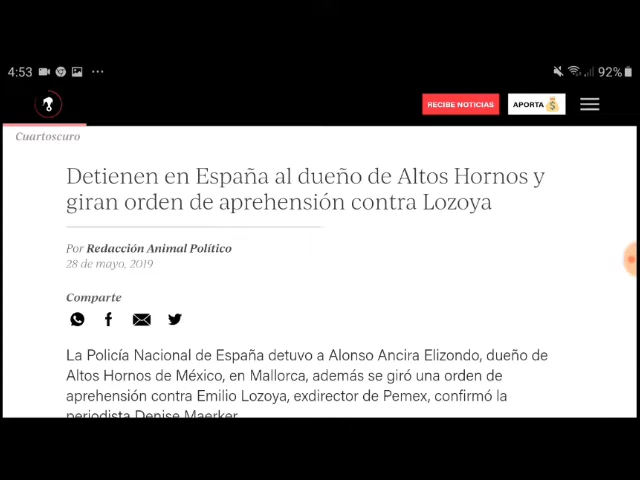 4:53
92%
RECIBE NOTICIAS
APORTA
Cuartoscuro
Detienen en España al dueño de Altos Hornos y
giran orden de aprehensión contra Lozoya
Por Redacción Animal Político
28 de mayo, 2019
Comparte
La Policía Nacional de España detuvo a Alonso Ancira Elizondo, dueño de
Altos Hornos de México, en Mallorca, además se giró una orden de
aprehensión contra Emilio Lozoya, exdirector de Pemex, confirmó la
periodista Denise Maerker